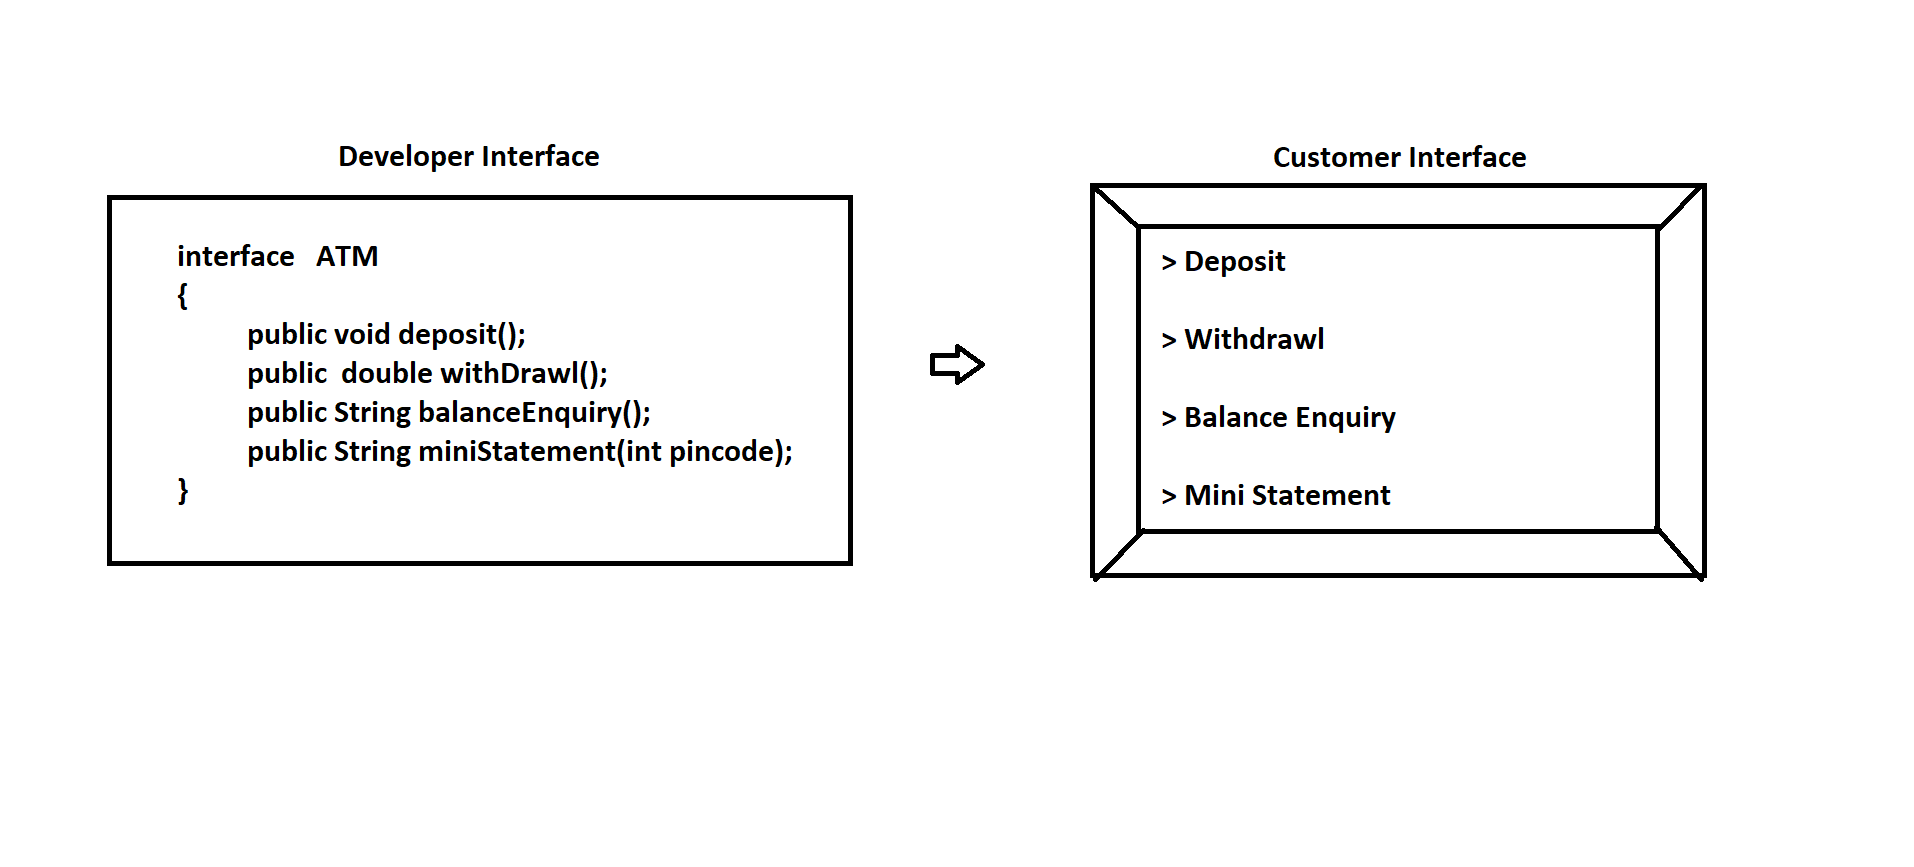 Developer Interface
interface   ATM
{
public void deposit();
public  double withDrawl();
public String balanceEnquiry();
public String miniStatement(int pincode);
}
Customer Interface
> Deposit
> Withdrawl
> Balance Enquiry
> Mini Statement